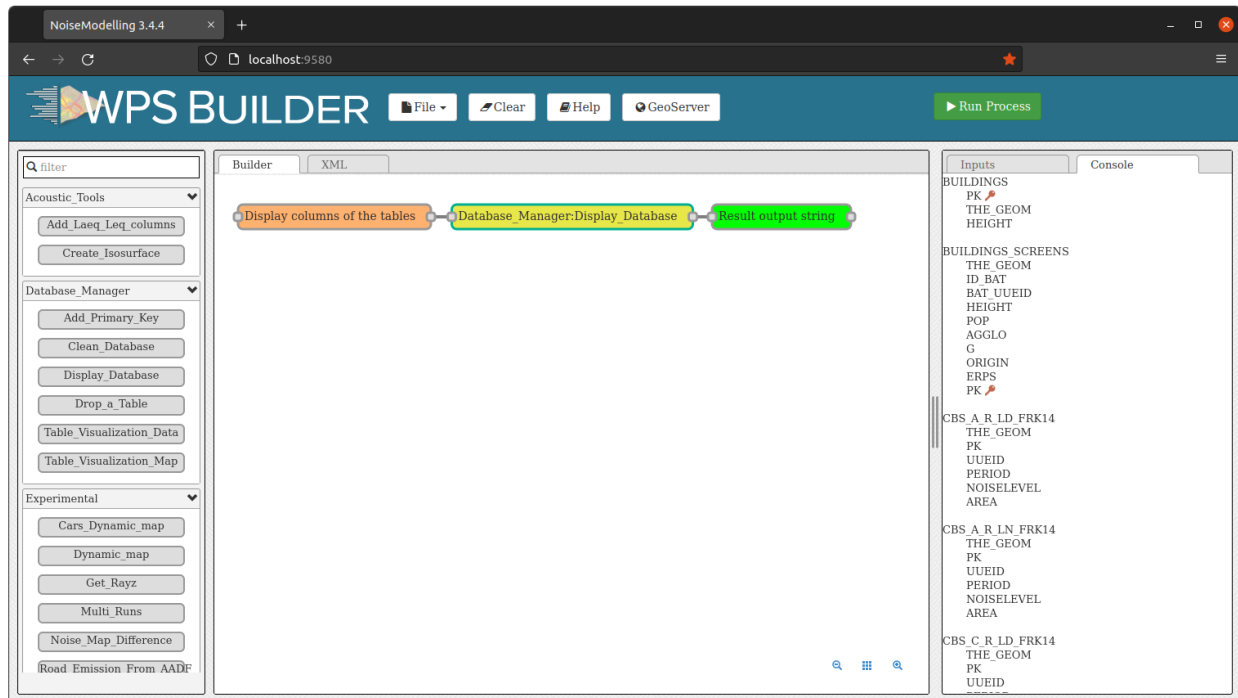 NoiseModelling 3.4.4
localhost:9580
WPS BUILDER
File
Clear
Help
GeoServer
Run Process
filter
Acoustic_Tools
Add_Laeq_Leq_columns
Create_Isosurface
Database_Manager
Add_Primary_Key
Clean_Database
Display_Database
Drop_a_Table
Table_Visualization_Data
Table_Visualization_Map
Experimental
Cars_Dynamic_map
Dynamic_map
Get_Rayz
Multi_Runs
Noise_Map_Difference
Road_Emission_From_AADF
Builder
XML
Display columns of the tables
Database_Manager:Display_Database
Result output string
Inputs
Console
BUILDINGS
PK
THE_GEOM
HEIGHT
BUILDINGS_SCREENS
THE_GEOM
ID_BAT
BAT_UUEID
HEIGHT
POP
AGGLO
G
ORIGIN
ERPS
PK
CBS_A_R_LD_FRK14
THE_GEOM
PK
UUEID
PERIOD
NOISELEVEL
AREA
CBS_A_R_LN_FRK14
THE_GEOM
PK
UUEID
PERIOD
NOISELEVEL
AREA
CBS_C_R_LD_FRK14
THE_GEOM
PK
UUEID